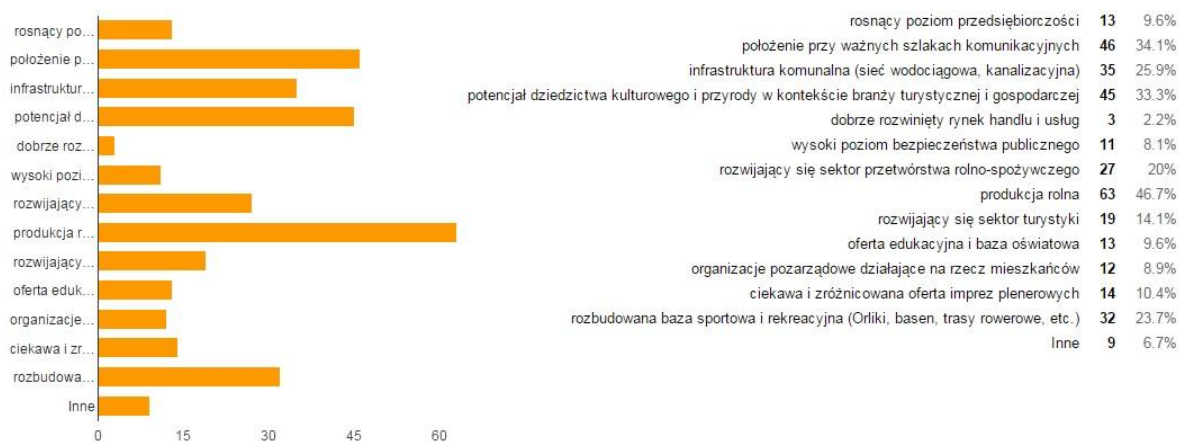 rosnący po...
położenie p...
infrastruktur...
potencjał d...
dobrze roz...
wysoki pozi...
rozwijający...
produkcja r...
rozwijający...
oferta eduk...
organizacje...
ciekawa i zr...
rozbudowa...
Inne
0 15 30 45 60
rosnący poziom przedsiębiorczości 13 9.6%
położenie przy ważnych szlakach komunikacyjnych 46 34.1%
infrastruktura komunalna (sieć wodociągowa, kanalizacyjna) 35 25.9%
potencjał dziedzictwa kulturowego i przyrody w kontekście branży turystycznej i gospodarczej 45 33.3%
dobrze rozwinięty rynek handlu i usług 3 2.2%
wysoki poziom bezpieczeństwa publicznego 11 8.1%
rozwijający się sektor przetwórstwa rolno-spożywczego 27 20%
produkcja rolna 63 46.7%
rozwijający się sektor turystyki 19 14.1%
oferta edukacyjna i baza oświatowa 13 9.6%
organizacje pozarządowe działające na rzecz mieszkańców 12 8.9%
ciekawa i zróżnicowana oferta imprez plenerowych 14 10.4%
rozbudowana baza sportowa i rekreacyjna (Orliki, basen, trasy rowerowe, etc.) 32 23.7%
Inne 9 6.7%